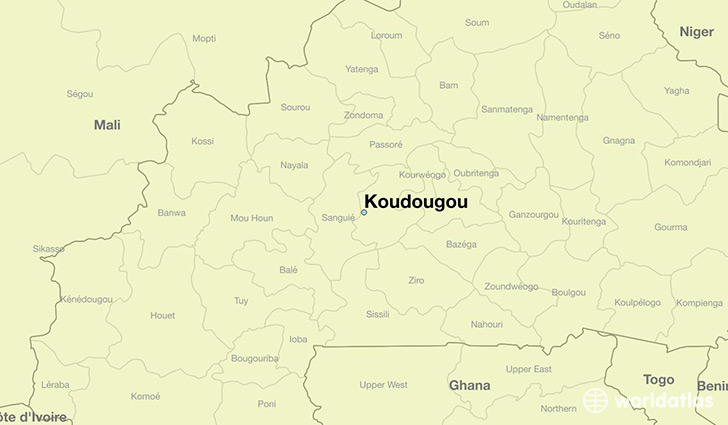 Oudalan
Soum
Niger
Loroum
Séno
Mopti
Yatenga
Bam
Yagha
Ségou
Sourou
Sanmatenga
Mali
Zondoma
Namentenga
Kossi
Passoré
Gnagna
Komondjari
Nayala
Kourwéogo
Oubritenga
Koudougou
Banwa
Mou Houn
Sanguié
Ganzourgou
Kouritenga
Gourma
Sikasso
Bazéga
Balé
Ziro
Zoundwéogo
Boulgou
Kénédougou
Tuy
Koulpélogo
Kompienga
Houet
Sissili
Nahouri
Ioba
Bougouriba
Upper East
Léraba
Upper West
Ghana
Togo
Benin
Komoé
Poni
Northern
worldatlas
ôte d'Ivoire